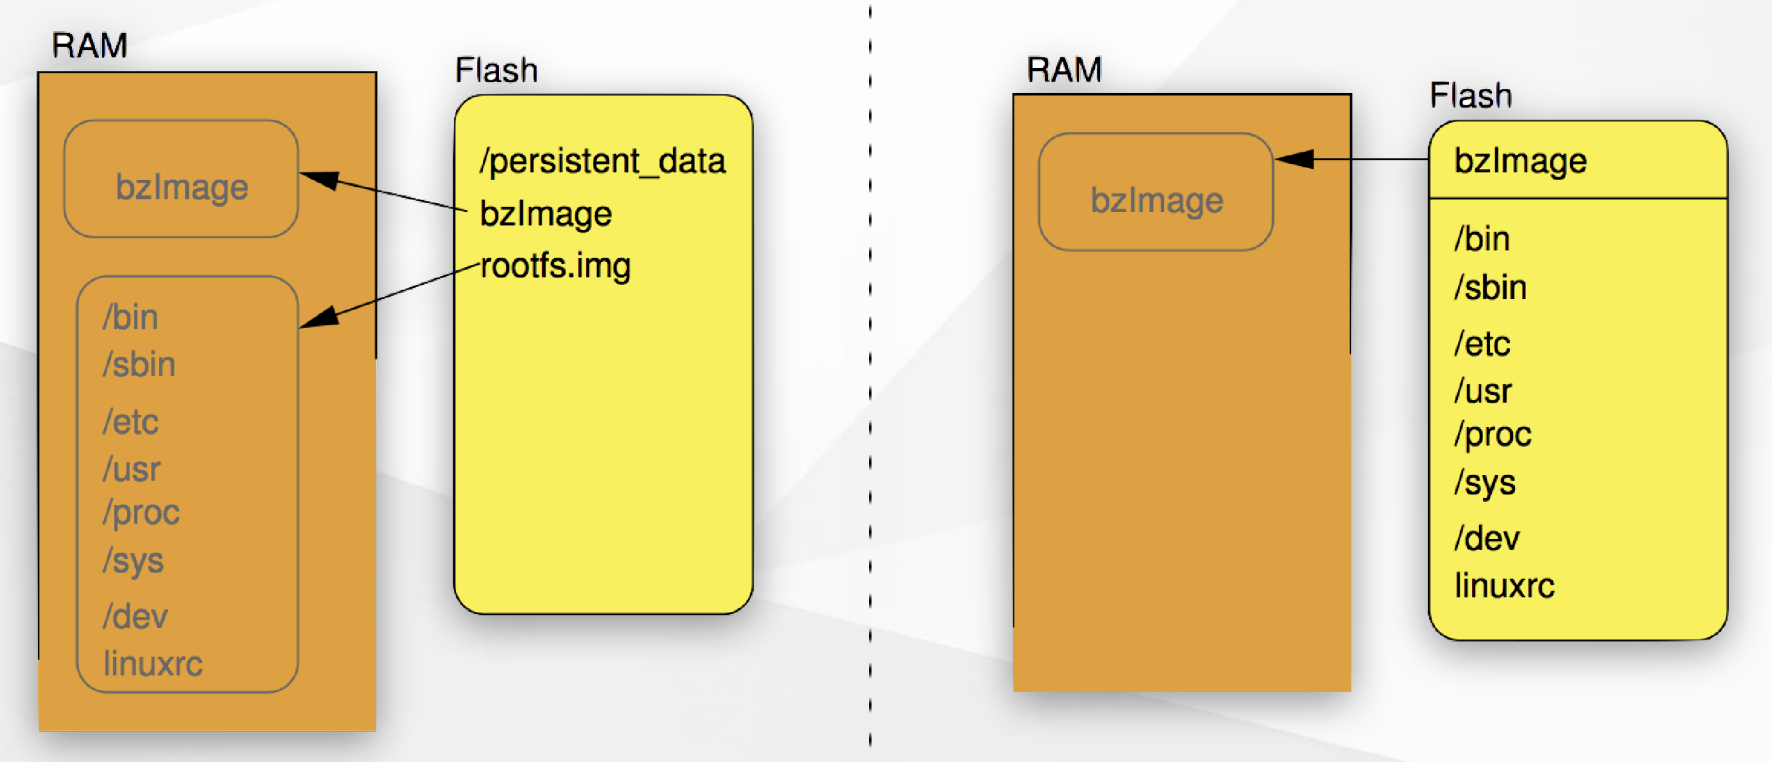 RAM
bzImage
/bin
/sbin
/etc
/usr
/proc
/sys
/dev
linuxrc
Flash
/persistent_data
bzImage
rootfs.img
RAM
bzImage
Flash
bzImage
/bin
/sbin
/etc
/usr
/proc
/sys
/dev
linuxrc